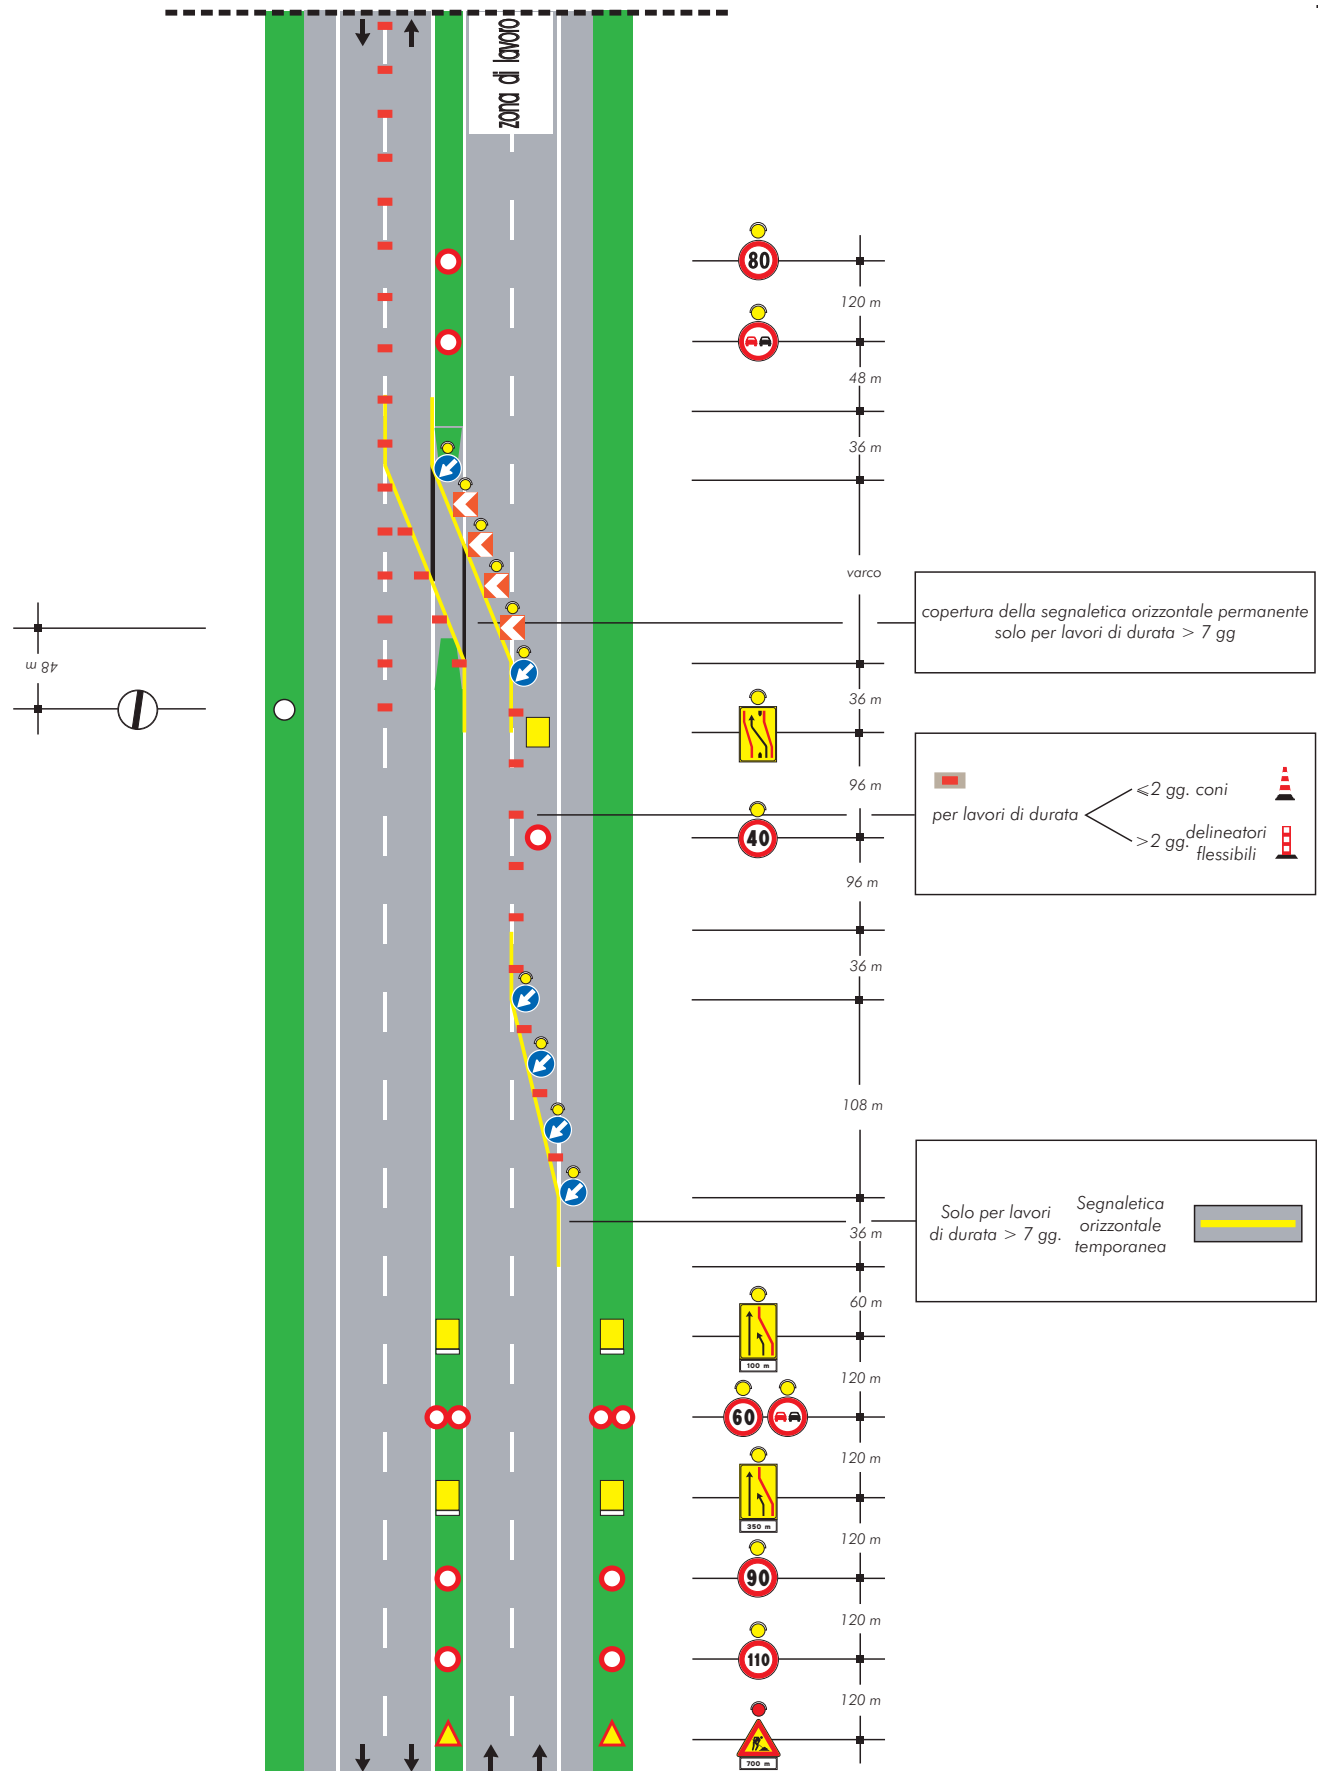 zona di lavoro
80
120 m
48 m
36 m
varco
copertura della segnaletica orizzontale permanente
solo per lavori di durata > 7 gg
48 m
36 m
96 m
per lavori di durata
⩽2 gg. coni
>2 gg. delineatori
flessibili
40
96 m
36 m
108 m
Solo per lavori
di durata > 7 gg.
Segnaletica
orizzontale
temporanea
36 m
60 m
100 m
120 m
60
120 m
350 m
120 m
90
120 m
110
120 m
700 m